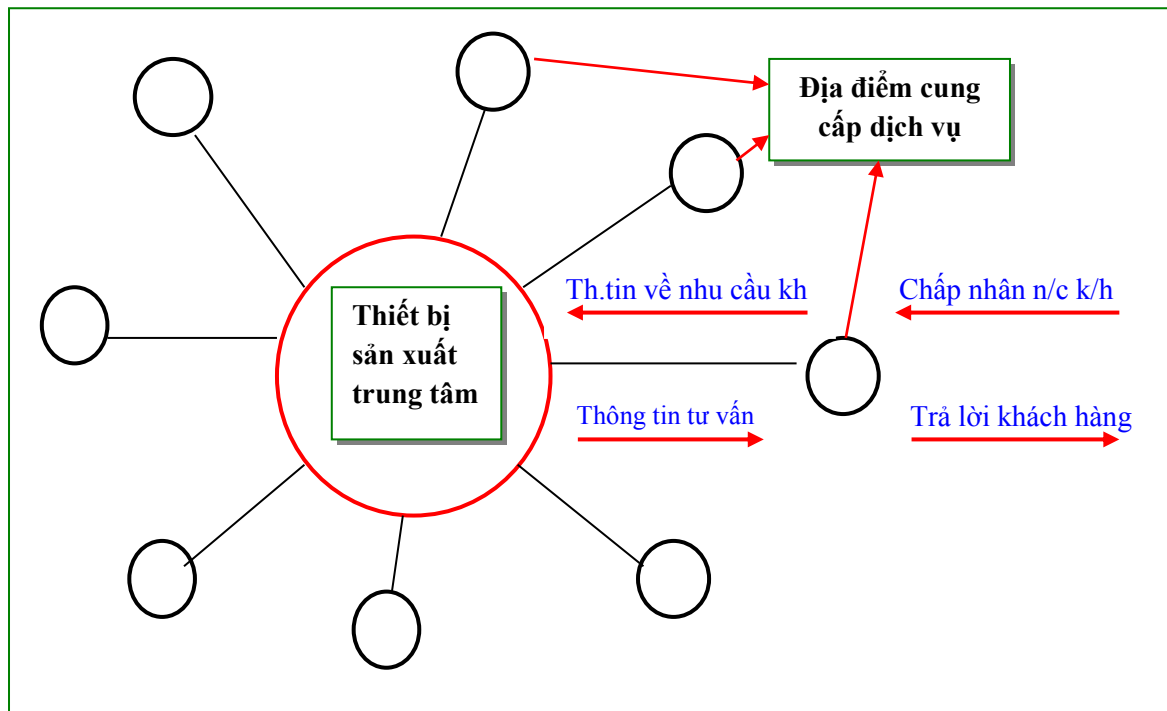 Địa điểm cung
cấp dịch vụ
Th.tin về nhu cầu kh
Chấp nhân n/c k/h
Thiết bị
sản xuất
trung tâm
Thông tin tư vấn
Trả lời khách hàng